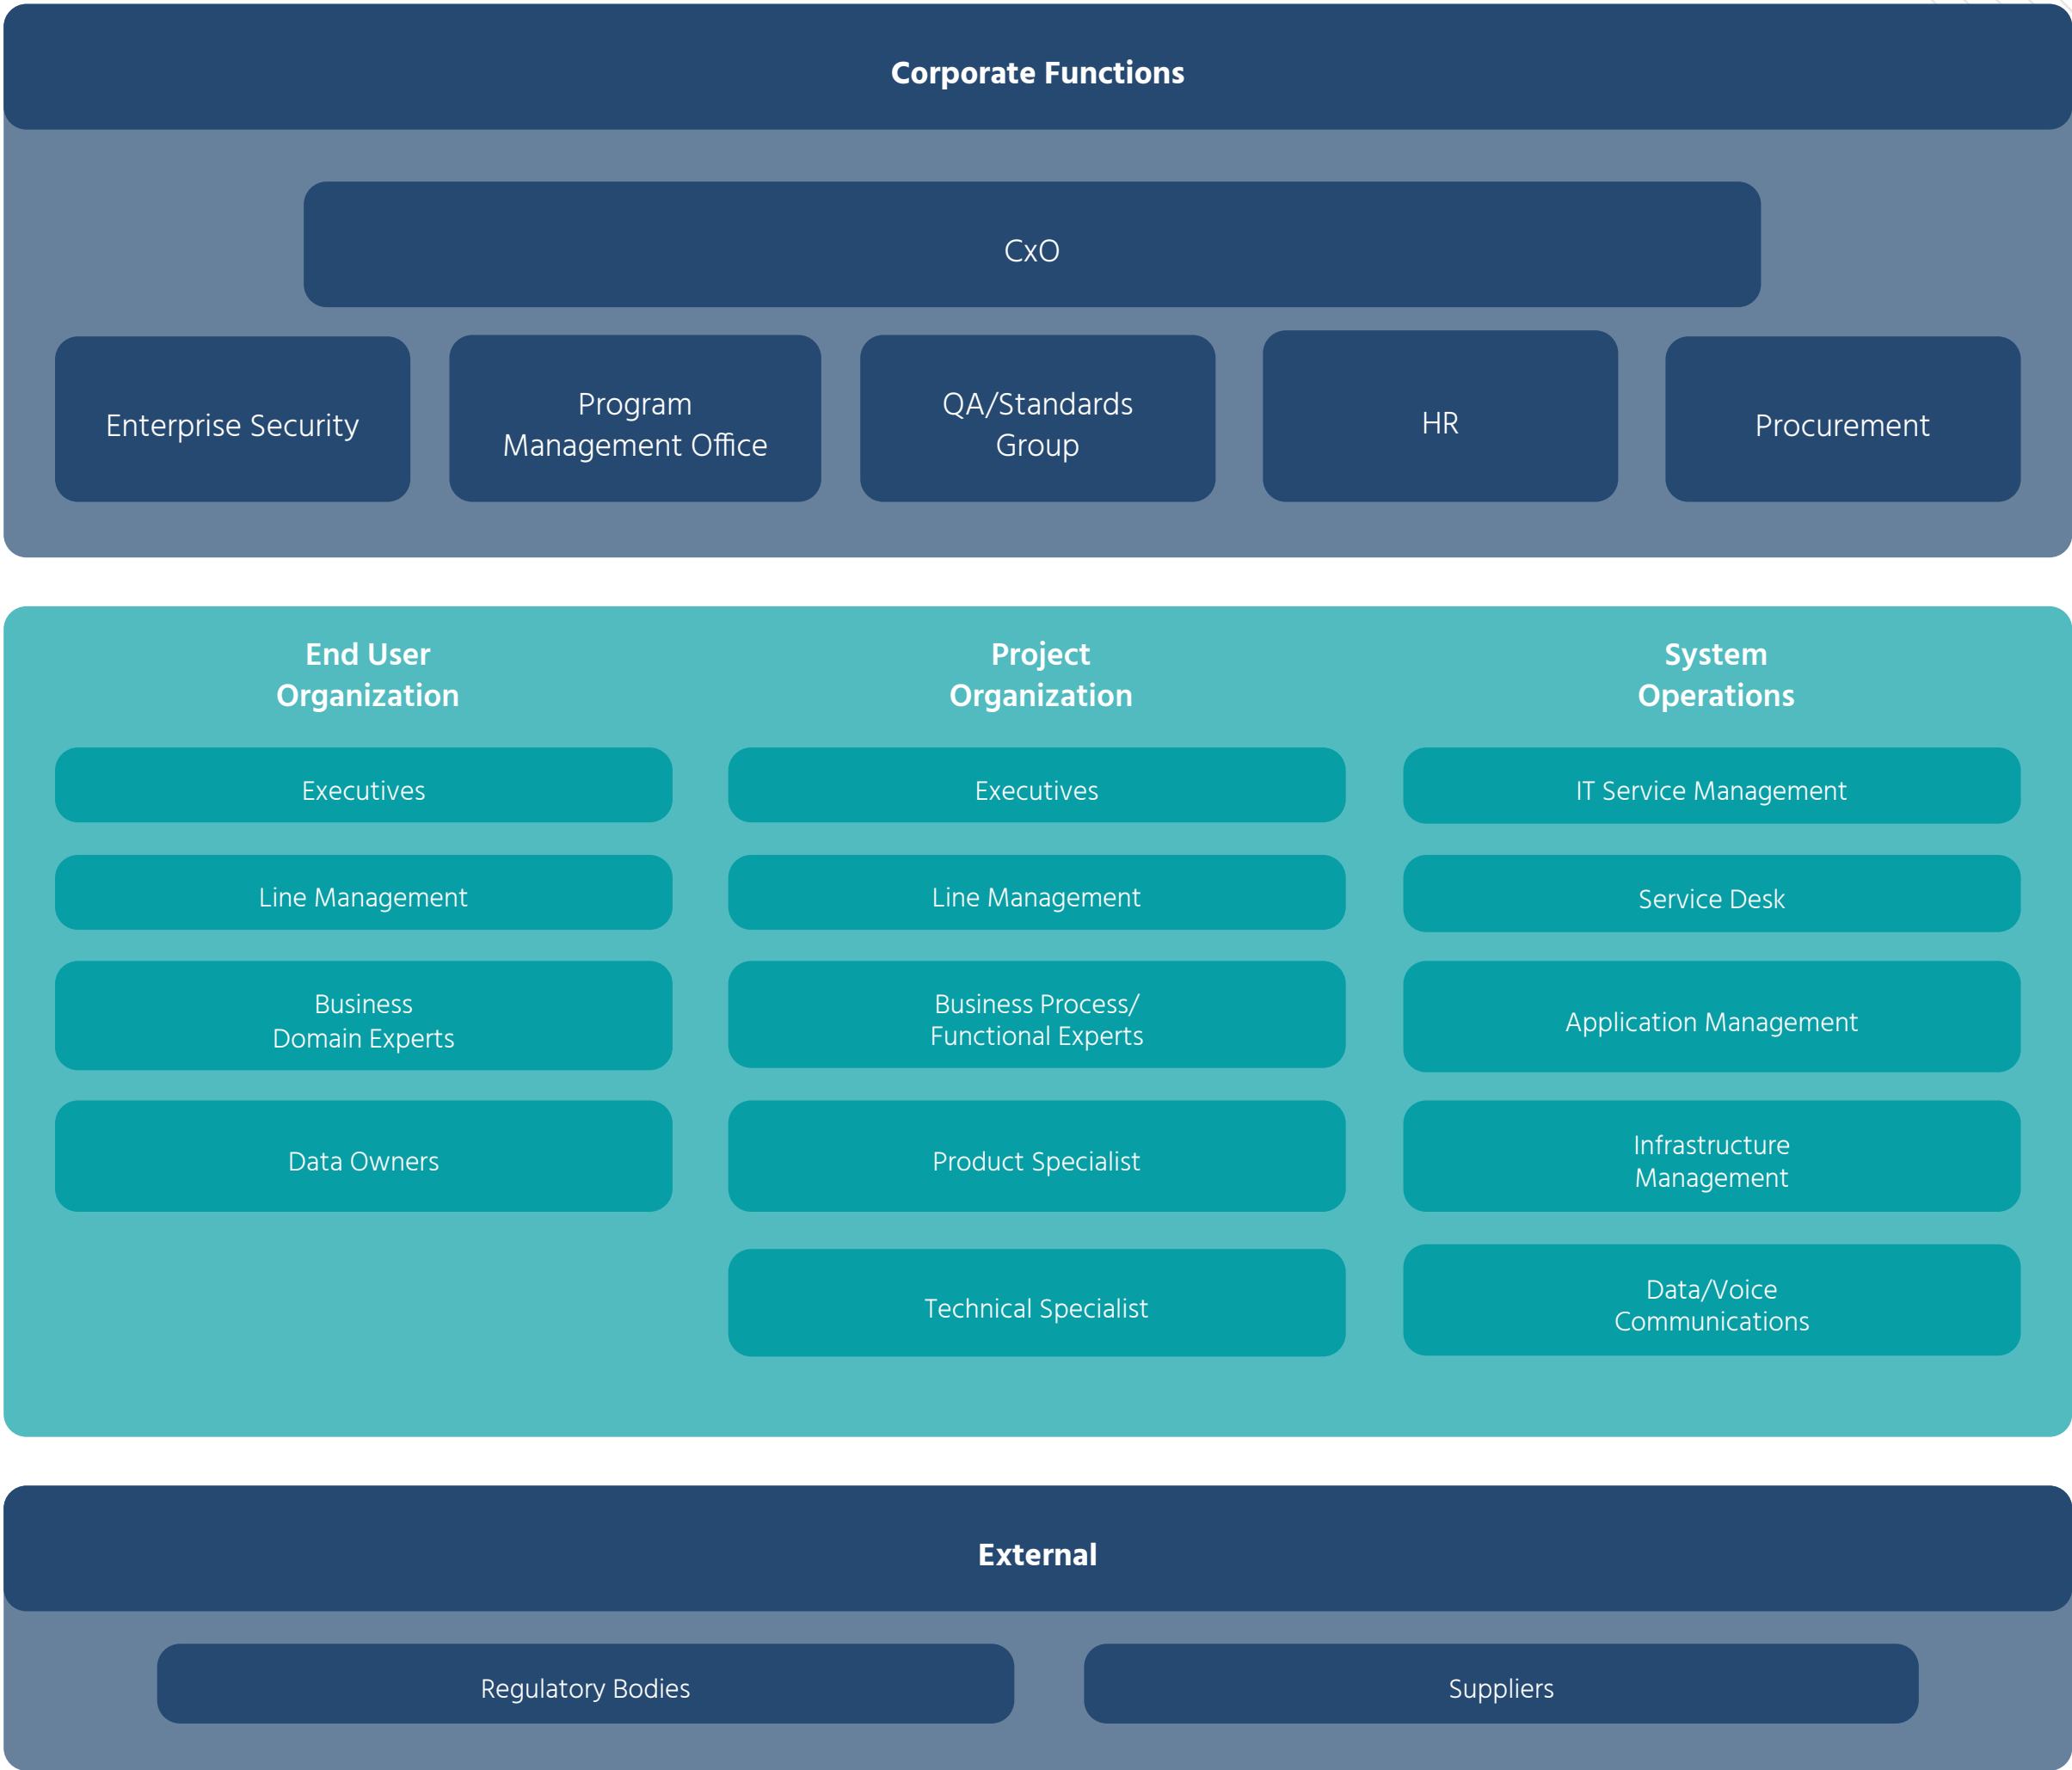 Corporate Functions
CxO
Enterprise Security
Program
Management Office
QA/Standards
Group
HR
Procurement
End User
Organization
Executives
Line Management
Business
Domain Experts
Data Owners
Project
Organization
Executives
Line Management
Business Process/
Functional Experts
Product Specialist
Technical Specialist
System
Operations
IT Service Management
Service Desk
Application Management
Infrastructure
Management
Data/Voice
Communications
External
Regulatory Bodies
Suppliers